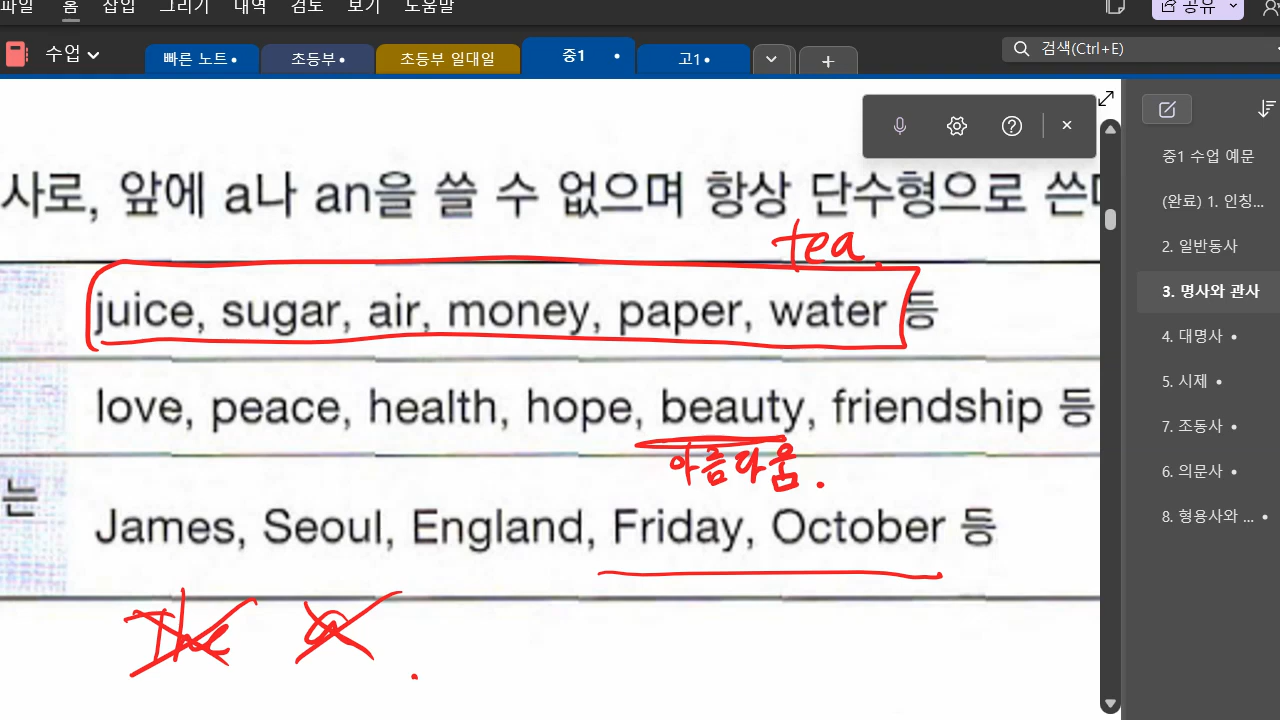 파일 홈 삽입 그리기 내역 검토 보기 도움말 공유
수업 빠른 노트 초등부 초등부 일대일 중1 고1 검색(Ctrl+E)
사로, 앞에 a나 an을 쓸 수 없으며 항상 단수형으로 쓴
tea.
juice, sugar, air, money, paper, water 등
love, peace, health, hope, beauty, friendship 등
아름다움.
는
James, Seoul, England, Friday, October 등
The a.
중1 수업 예문
(완료) 1. 인칭...
2. 일반동사
3. 명사와 관사
4. 대명사
5. 시제
7. 조동사
6. 의문사
8. 형용사와 ...